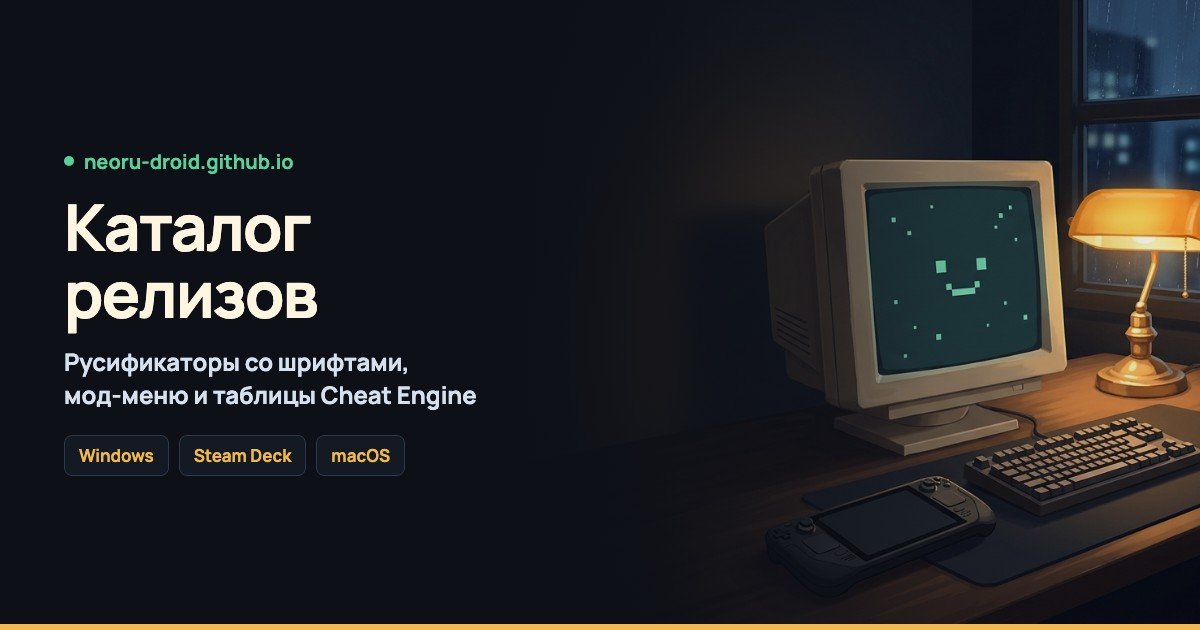 neoru-droid.github.io
Каталог
релизов
Русификаторы со шрифтами,
мод-меню и таблицы Cheat Engine
Windows
Steam Deck
macOS